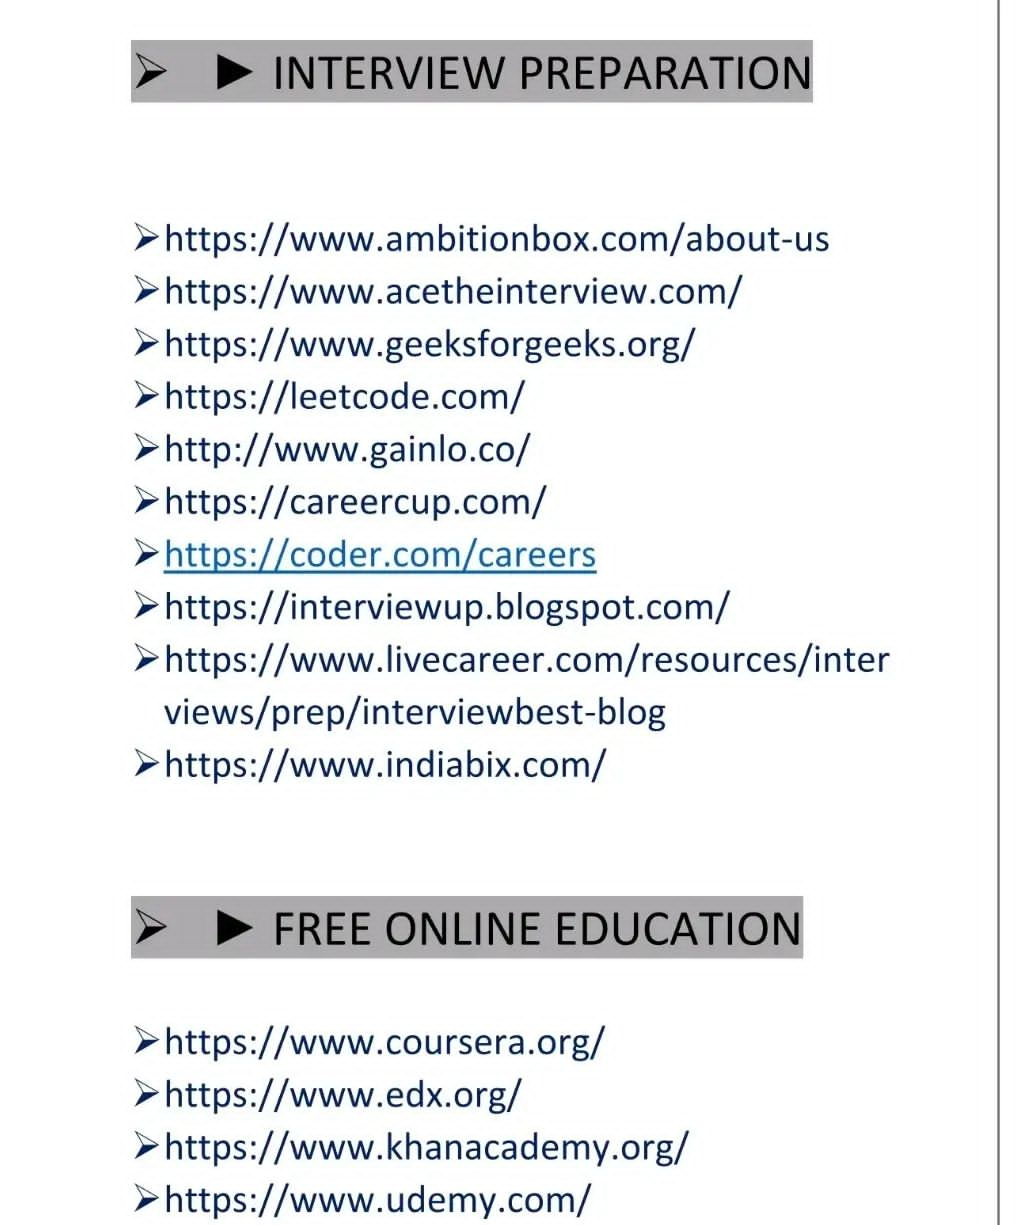 ➢ ► INTERVIEW PREPARATION
➢https://www.ambitionbox.com/about-us
➢https://www.acetheinterview.com/
➢https://www.geeksforgeeks.org/
➢https://leetcode.com/
➢http://www.gainlo.co/
➢https://careercup.com/
➢https://coder.com/careers
➢https://interviewup.blogspot.com/
➢https://www.livecareer.com/resources/inter
views/prep/interviewbest-blog
➢https://www.indiabix.com/
➢ ► FREE ONLINE EDUCATION
➢https://www.coursera.org/
➢https://www.edx.org/
➢https://www.khanacademy.org/
➢https://www.udemy.com/